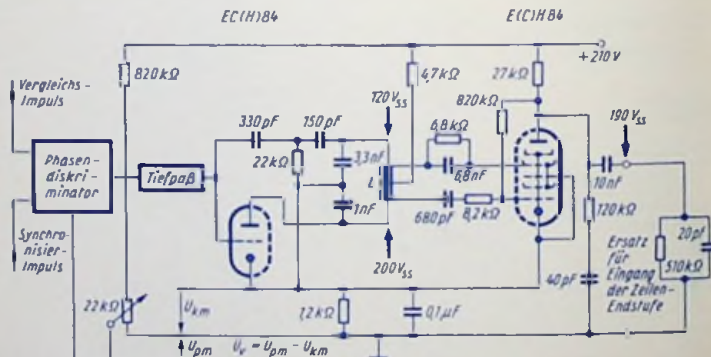 EC(H)84
E(C)H84
+210V
Vergleichs-
Impuls
820kΩ
4,7kΩ
27kΩ
120Vss
820kΩ
190Vss
330pF
150pF
6,8kΩ
Phasen-
diskri-
minator
Tiefpaß
22kΩ
3,3nF
L
6,8nF
10nF
1nF
680pF
8,2kΩ
120kΩ
20pF
Synchro-
nisier-
Impuls
200Vss
Ersatz
für
Eingang
der Zeilen-
Endstufe
510kΩ
40pF
22kΩ
Ukm
1,2kΩ
0,1µF
Upm
Uv = Upm - Ukm